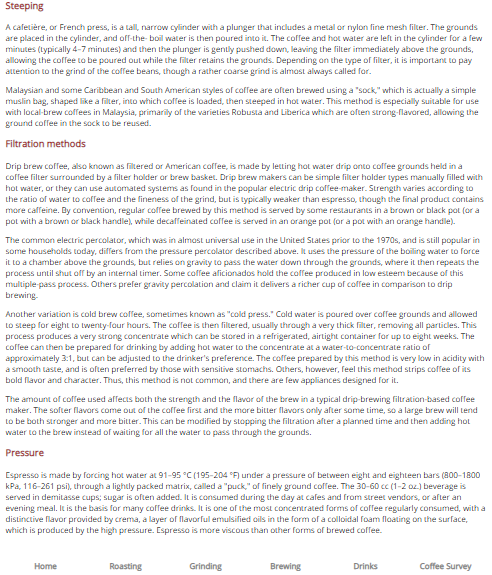 Steeping
A cafetière, or French press, is a tall, narrow cylinder with a plunger that includes a metal or nylon fine mesh filter. The grounds
are placed in the cylinder, and off-the- boil water is then poured into it. The coffee and hot water are left in the cylinder for a few
minutes (typically 4–7 minutes) and then the plunger is gently pushed down, leaving the filter immediately above the grounds,
allowing the coffee to be poured out while the filter retains the grounds. Depending on the type of filter, it is important to pay
attention to the grind of the coffee beans, though a rather coarse grind is almost always called for.
Malaysian and some Caribbean and South American styles of coffee are often brewed using a "sock," which is actually a simple
muslin bag, shaped like a filter, into which coffee is loaded, then steeped in hot water. This method is especially suitable for use
with local-brew coffees in Malaysia, primarily of the varieties Robusta and Liberica which are often strong-flavored, allowing the
ground coffee in the sock to be reused.
Filtration methods
Drip brew coffee, also known as filtered or American coffee, is made by letting hot water drip onto coffee grounds held in a
coffee filter surrounded by a filter holder or brew basket. Drip brew makers can be simple filter holder types manually filled with
hot water, or they can use automated systems as found in the popular electric drip coffee-maker. Strength varies according to
the ratio of water to coffee and the fineness of the grind, but is typically weaker than espresso, though the final product contains
more caffeine. By convention, regular coffee brewed by this method is served by some restaurants in a brown or black pot (or a
pot with a brown or black handle), while decaffeinated coffee is served in an orange pot (or a pot with an orange handle).
The common electric percolator, which was in almost universal use in the United States prior to the 1970s, and is still popular in
some households today, differs from the pressure percolator described above. It uses the pressure of the boiling water to force
it to a chamber above the grounds, but relies on gravity to pass the water down through the grounds, where it then repeats the
process until shut off by an internal timer. Some coffee aficionados hold the coffee produced in low esteem because of this
multiple-pass process. Others prefer gravity percolation and claim it delivers a richer cup of coffee in comparison to drip
brewing.
Another variation is cold brew coffee, sometimes known as "cold press." Cold water is poured over coffee grounds and allowed
to steep for eight to twenty-four hours. The coffee is then filtered, usually through a very thick filter, removing all particles. This
process produces a very strong concentrate which can be stored in a refrigerated, airtight container for up to eight weeks. The
coffee can then be prepared for drinking by adding hot water to the concentrate at a water-to-concentrate ratio of
approximately 3:1, but can be adjusted to the drinker's preference. The coffee prepared by this method is very low in acidity with
a smooth taste, and is often preferred by those with sensitive stomachs. Others, however, feel this method strips coffee of its
bold flavor and character. Thus, this method is not common, and there are few appliances designed for it.
The amount of coffee used affects both the strength and the flavor of the brew in a typical drip-brewing filtration-based coffee
maker. The softer flavors come out of the coffee first and the more bitter flavors only after some time, so a large brew will tend
to be both stronger and more bitter. This can be modified by stopping the filtration after a planned time and then adding hot
water to the brew instead of waiting for all the water to pass through the grounds.
Pressure
Espresso is made by forcing hot water at 91–95 °C (195–204 °F) under a pressure of between eight and eighteen bars (800–1800
kPa, 116–261 psi), through a lightly packed matrix, called a "puck," of finely ground coffee. The 30–60 cc (1–2 oz.) beverage is
served in demitasse cups; sugar is often added. It is consumed during the day at cafes and from street vendors, or after an
evening meal. It is the basis for many coffee drinks. It is one of the most concentrated forms of coffee regularly consumed, with a
distinctive flavor provided by crema, a layer of flavorful emulsified oils in the form of a colloidal foam floating on the surface,
which is produced by the high pressure. Espresso is more viscous than other forms of brewed coffee.
Home Roasting Grinding Brewing Drinks Coffee Survey